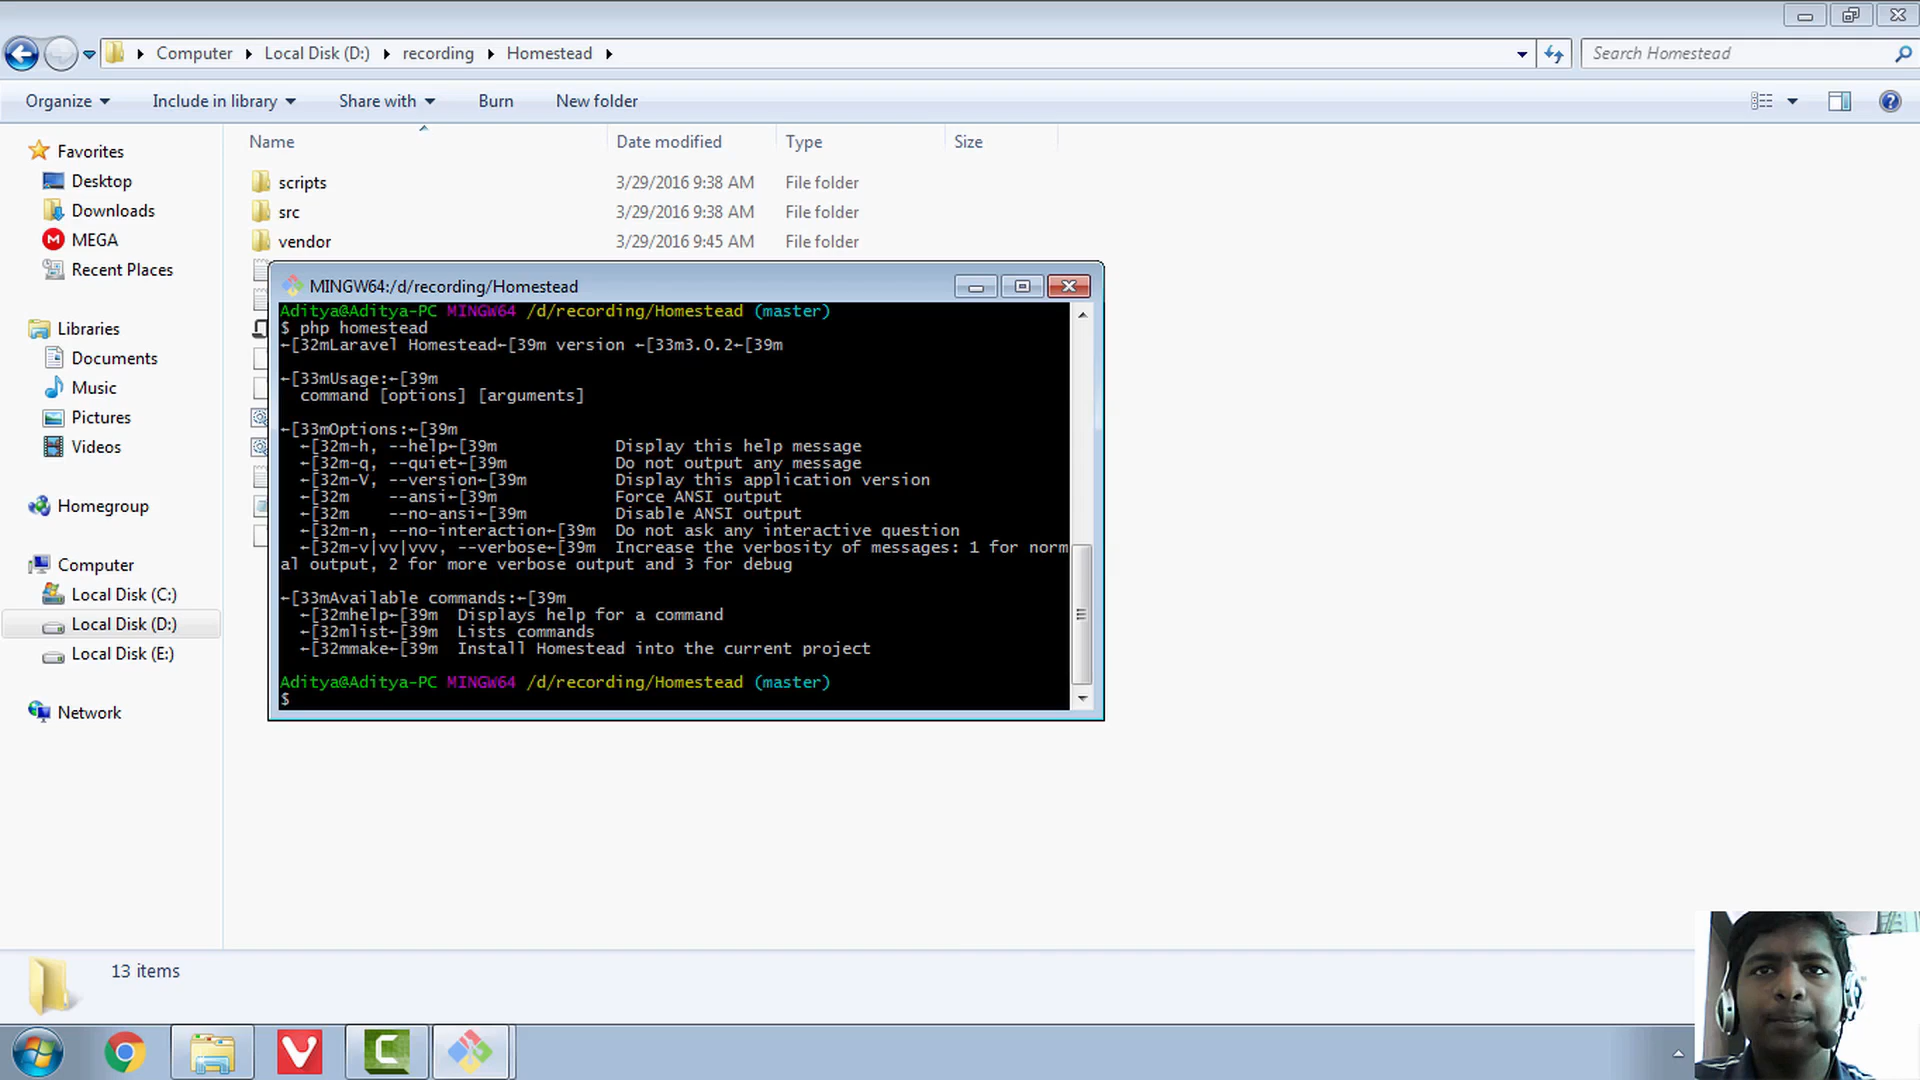 Computer Local Disk (D:) recording Homestead
Search Homestead
Organize Include in library Share with Burn New folder
Name Date modified Type Size
Favorites
Desktop
Downloads
MEGA
Recent Places
Libraries
Documents
Music
Pictures
Videos
Homegroup
Computer
Local Disk (C:)
Local Disk (D:)
Local Disk (E:)
Network
scripts 3/29/2016 9:38 AM File folder
src 3/29/2016 9:38 AM File folder
vendor 3/29/2016 9:45 AM File folder
MINGW64:/d/recording/Homestead
Aditya@Aditya-PC MINGW64 /d/recording/Homestead (master)
$ php homestead
←[32mLaravel Homestead←[39m version ←[33m3.0.2←[39m
←[33mUsage:←[39m
command [options] [arguments]
←[33mOptions:←[39m
←[32m-h, --help←[39m Display this help message
←[32m-q, --quiet←[39m Do not output any message
←[32m-V, --version←[39m Display this application version
←[32m --ansi←[39m Force ANSI output
←[32m --no-ansi←[39m Disable ANSI output
←[32m-n, --no-interaction←[39m Do not ask any interactive question
←[32m-v|vv|vvv, --verbose←[39m Increase the verbosity of messages: 1 for norm
al output, 2 for more verbose output and 3 for debug
←[33mAvailable commands:←[39m
←[32mhelp←[39m Displays help for a command
←[32mlist←[39m Lists commands
←[32mmake←[39m Install Homestead into the current project
Aditya@Aditya-PC MINGW64 /d/recording/Homestead (master)
$
13 items